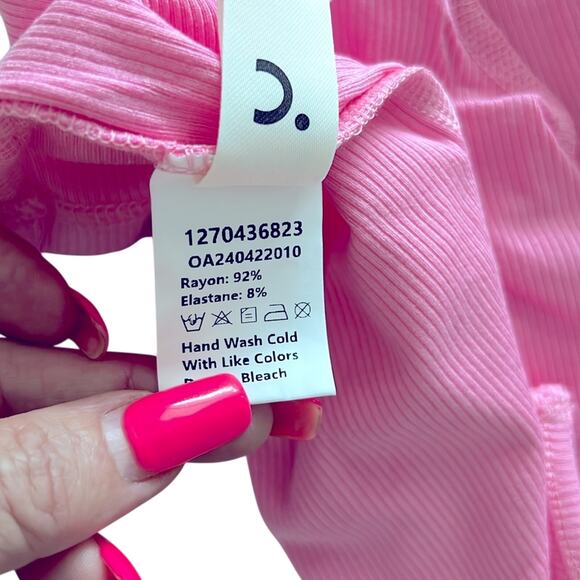 1270436823
OA240422010
Rayon: 92%
Elastane: 8%
Hand Wash Cold
With Like Colors
Bleach